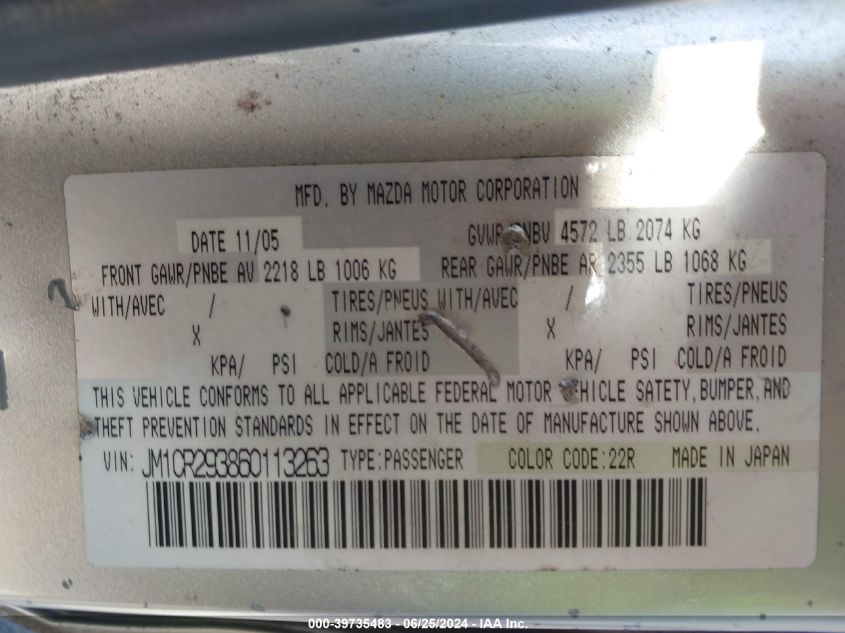 MFD. BY MAZDA MOTOR CORPORATION
DATE 11/05 GVWR/PNBV 4572 LB 2074 KG
FRONT GAWR/PNBE AV 2218 LB 1006 KG REAR GAWR/PNBE AR 2355 LB 1068 KG
WITH/AVEC / TIRES/PNEUS WITH/AVEC / TIRES/PNEUS
X RIMS/JANTES X RIMS/JANTES
KPA/ PSI COLD/A FROID KPA/ PSI COLD/A FROID
THIS VEHICLE CONFORMS TO ALL APPLICABLE FEDERAL MOTOR VEHICLE SAFETY, BUMPER, AND
THEFT PREVENTION STANDARDS IN EFFECT ON THE DATE OF MANUFACTURE SHOWN ABOVE.
VIN: JM1CR293860113263 TYPE:PASSENGER COLOR CODE:22R MADE IN JAPAN
000-39735483 - 06/25/2024 - IAA Inc.